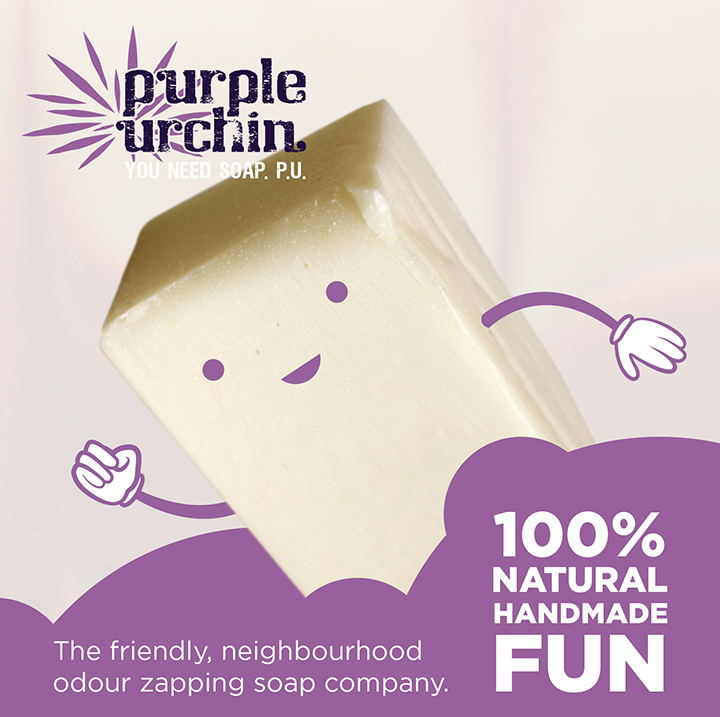 purple
urchin.
YOU NEED SOAP. P.U.
100%
NATURAL
HANDMADE
FUN
The friendly, neighbourhood
odour zapping soap company.